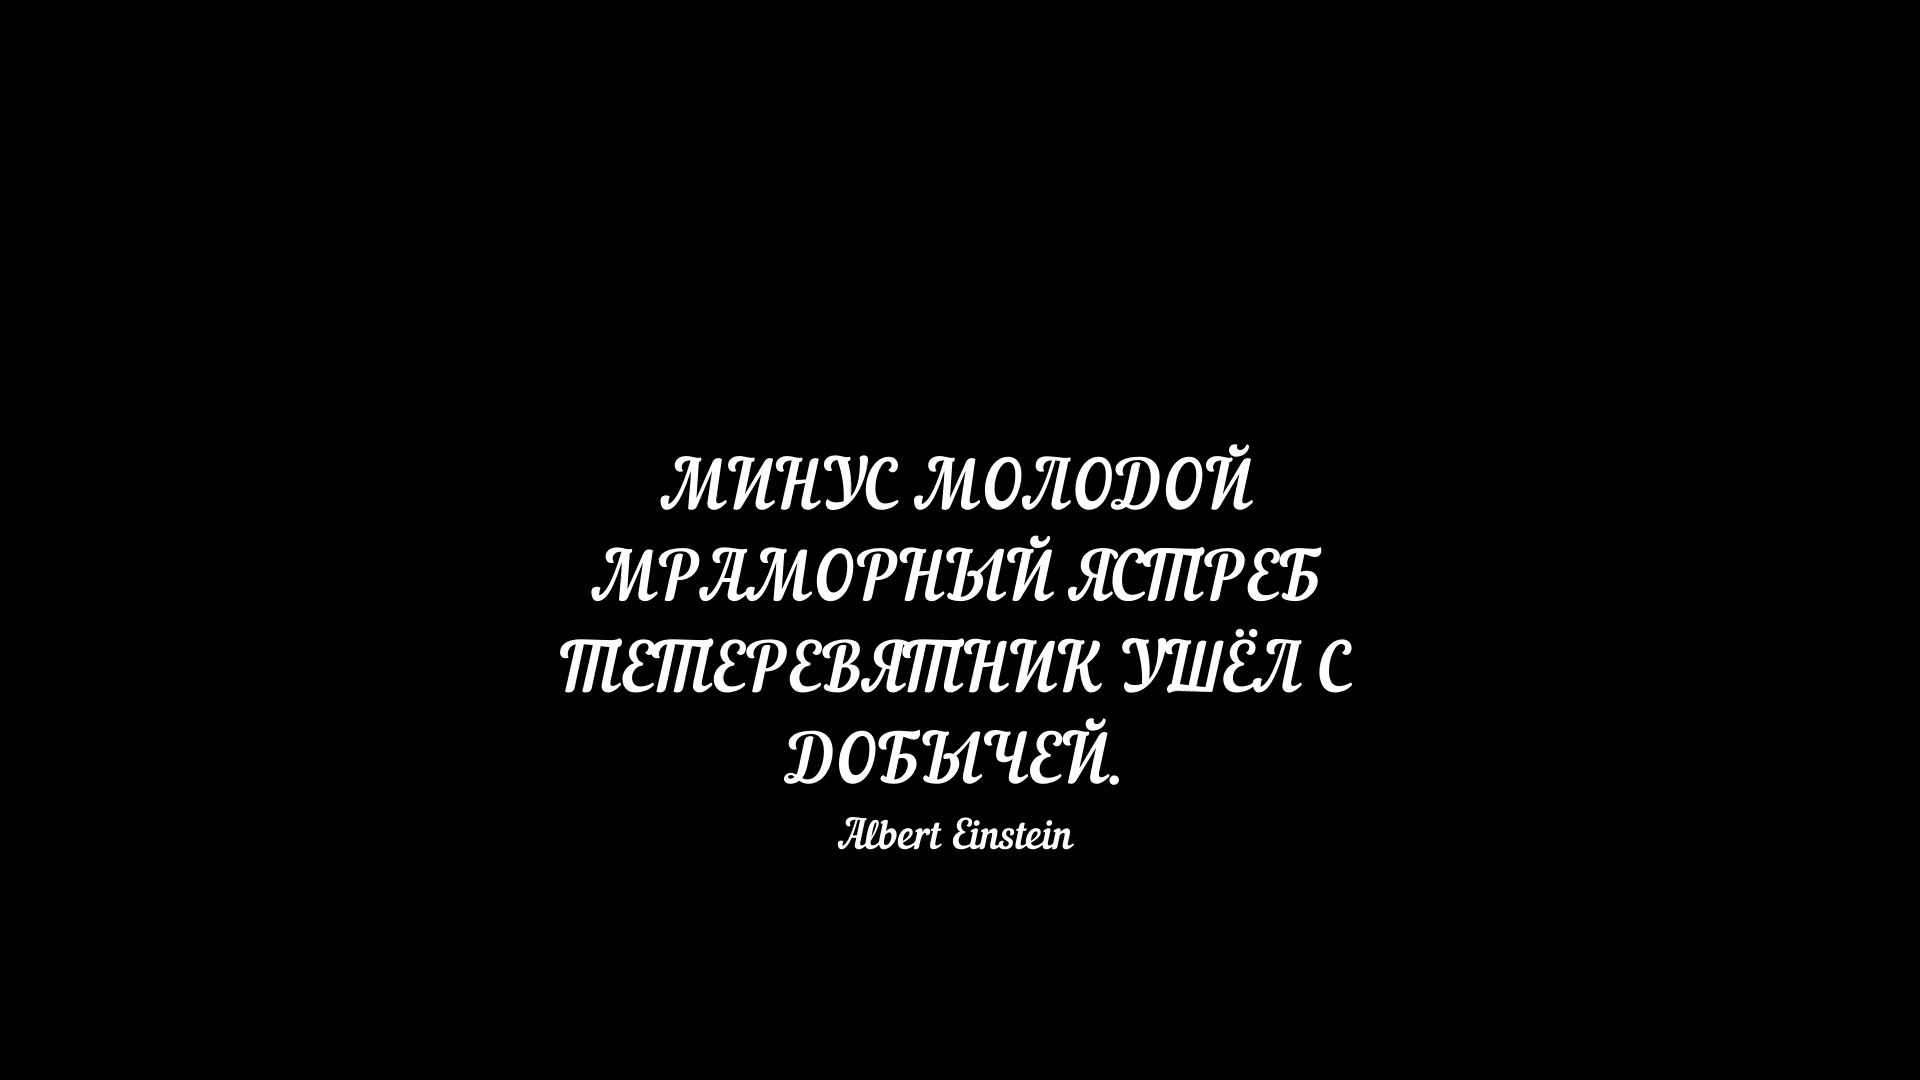 МИНУС МОЛОДОЙ
МРАМОРНЫЙ ЯСТРЕБ
ТЕТЕРЕВЯТНИК УШЁЛ С
ДОБЫЧЕЙ.
Albert Einstein